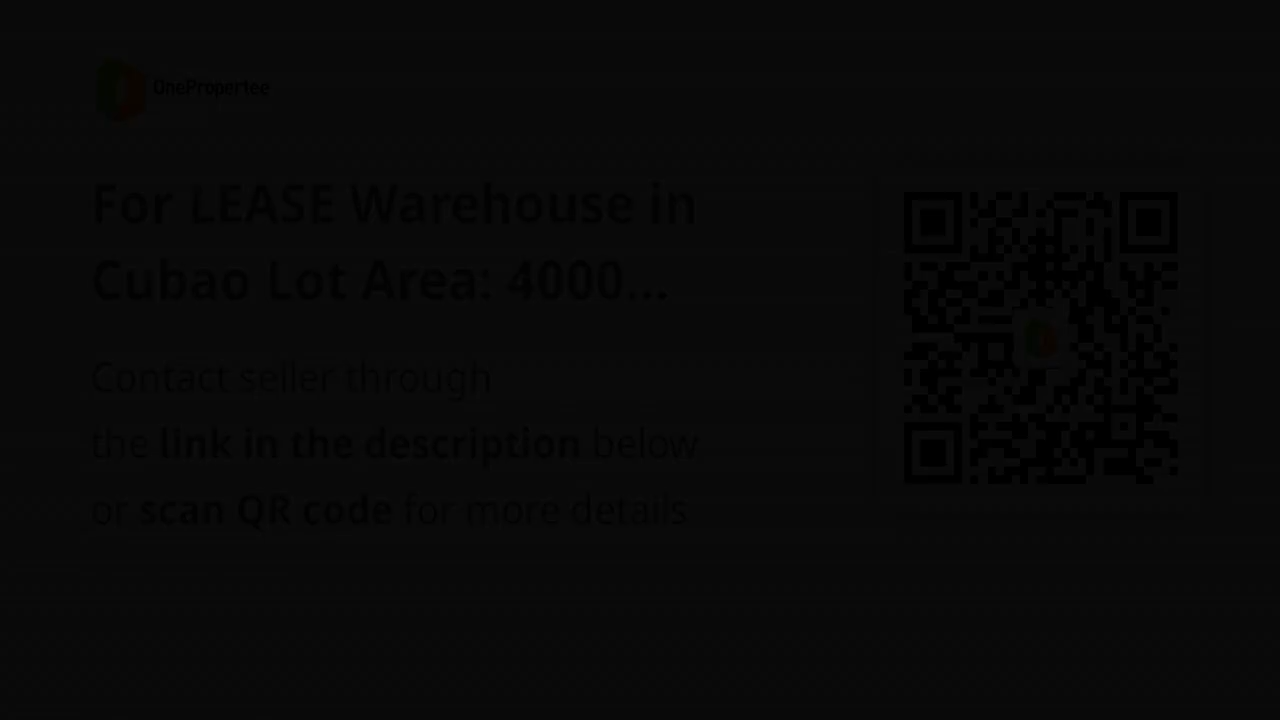 OnePropertee
For LEASE Warehouse in
Cubao Lot Area: 4000...
Contact seller through
the link in the description below
or scan QR code for more details